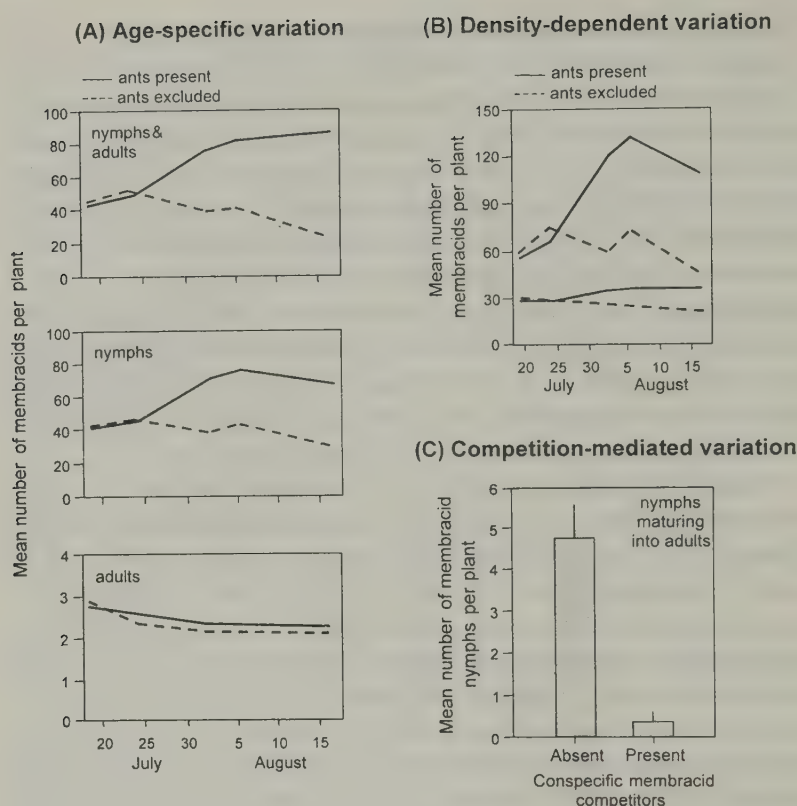 (A) Age-specific variation
ants present
ants excluded
Mean number of membracids per plant
100
80
60
40
20
0
nymphs &
adults
100
80
60
40
20
0
nymphs
4
3
2
1
0
adults
20 25 30 5 10 15
July August
(B) Density-dependent variation
ants present
ants excluded
Mean number of
membracids per plant
150
120
90
60
30
0
20 25 30 5 10 15
July August
(C) Competition-mediated variation
Mean number of membracid
nymphs per plant
6
5
4
3
2
1
0
nymphs
maturing
into adults
Absent Present
Conspecific membracid
competitors